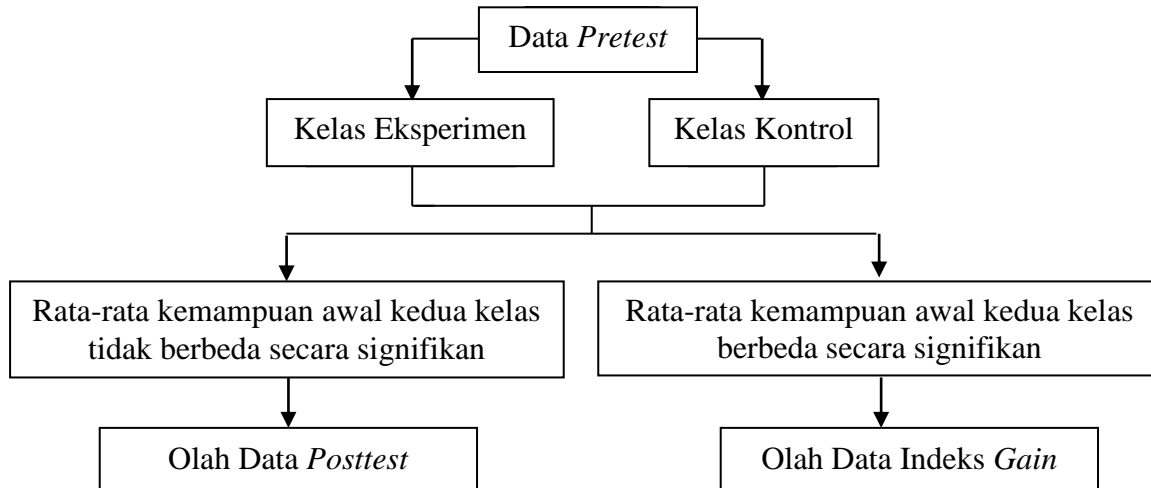 Data Pretest
Kelas Eksperimen
Kelas Kontrol
Rata-rata kemampuan awal kedua kelas
tidak berbeda secara signifikan
Rata-rata kemampuan awal kedua kelas
berbeda secara signifikan
Olah Data Posttest
Olah Data Indeks Gain